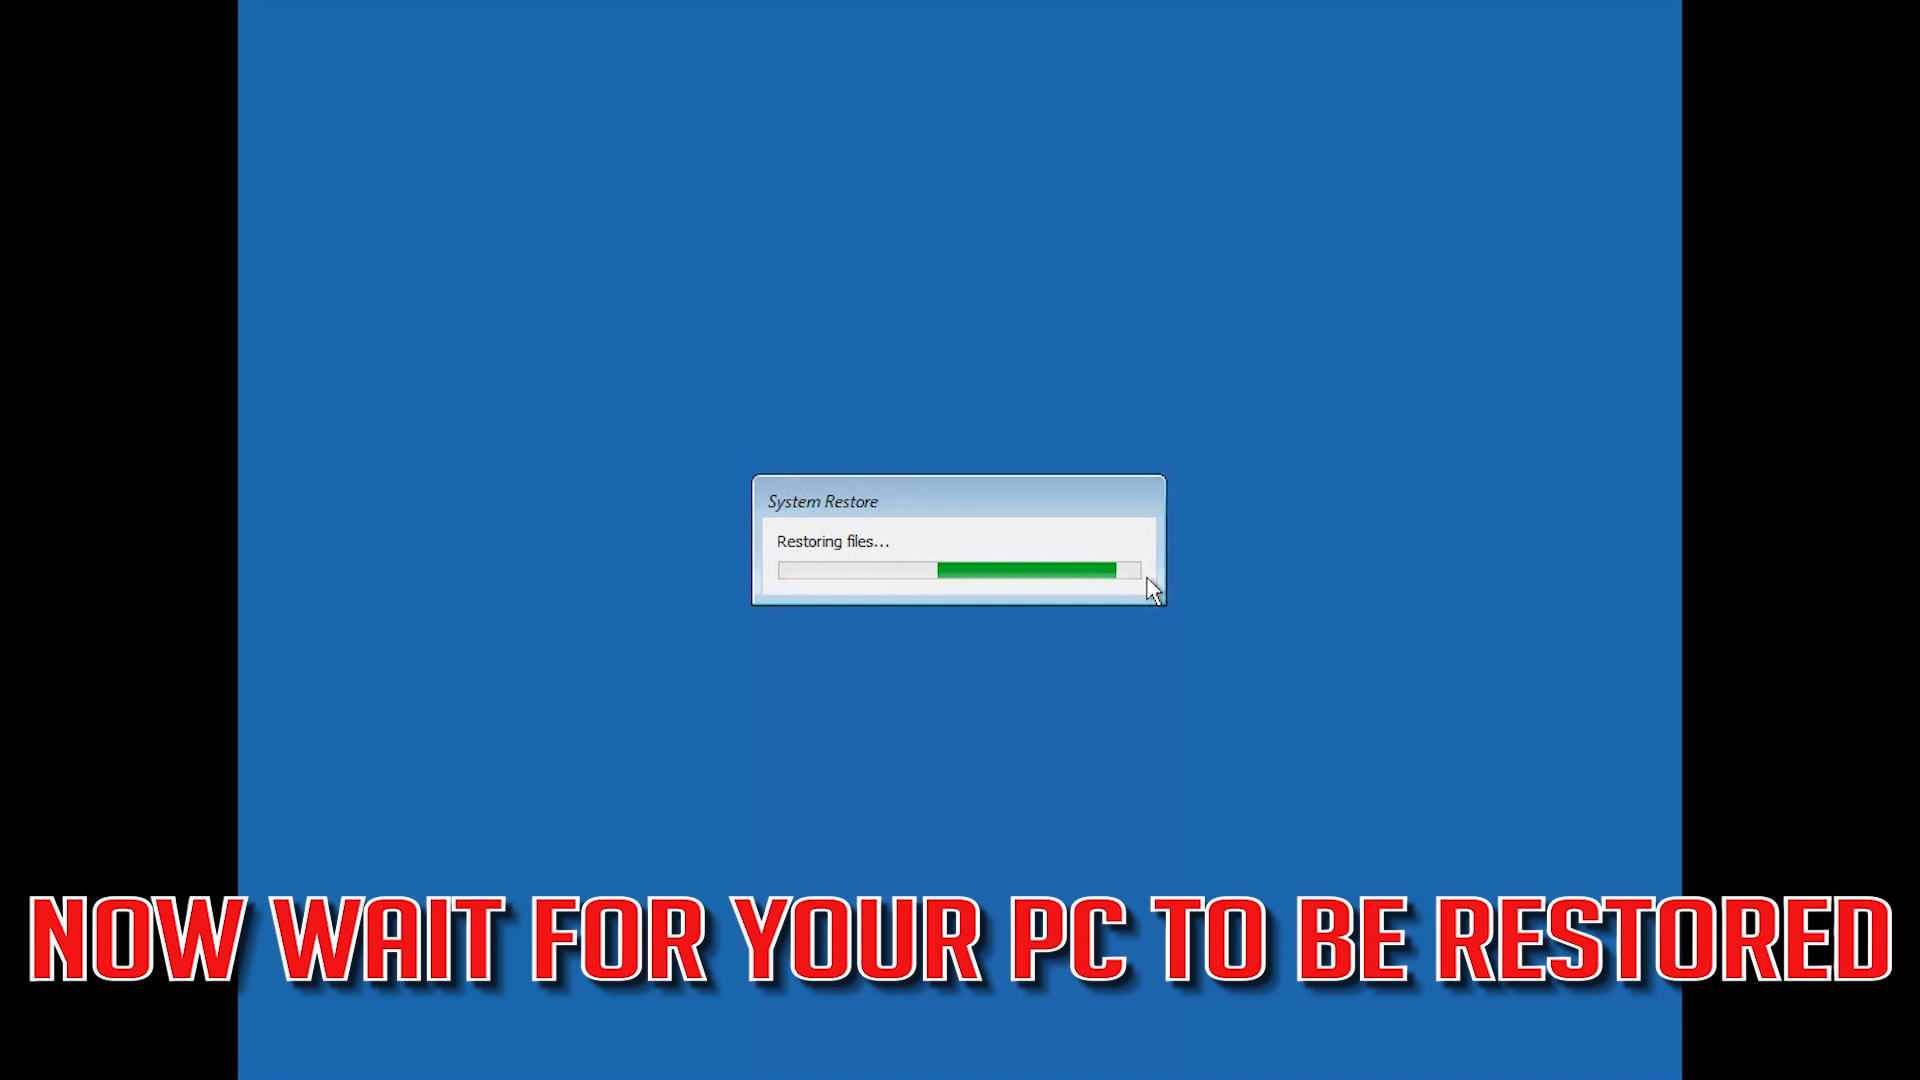 System Restore
Restoring files...
NOW WAIT FOR YOUR PC TO BE RESTORED